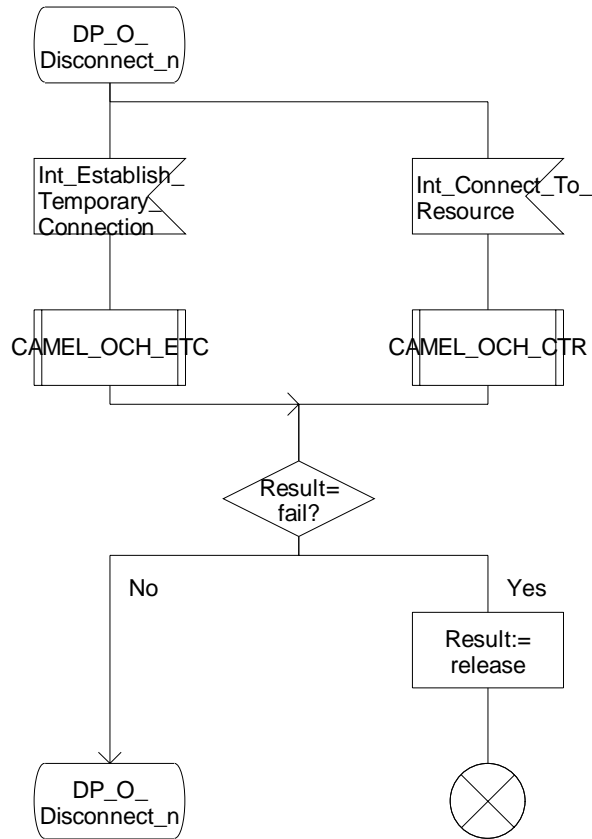 DP_O_
Disconnect_n
Int_Establish_
Temporary_
Connection
Int_Connect_To_
Resource
CAMEL_OCH_ETC
CAMEL_OCH_CTR
Result=
fail?
No
Yes
Result:=
release
DP_O_
Disconnect_n